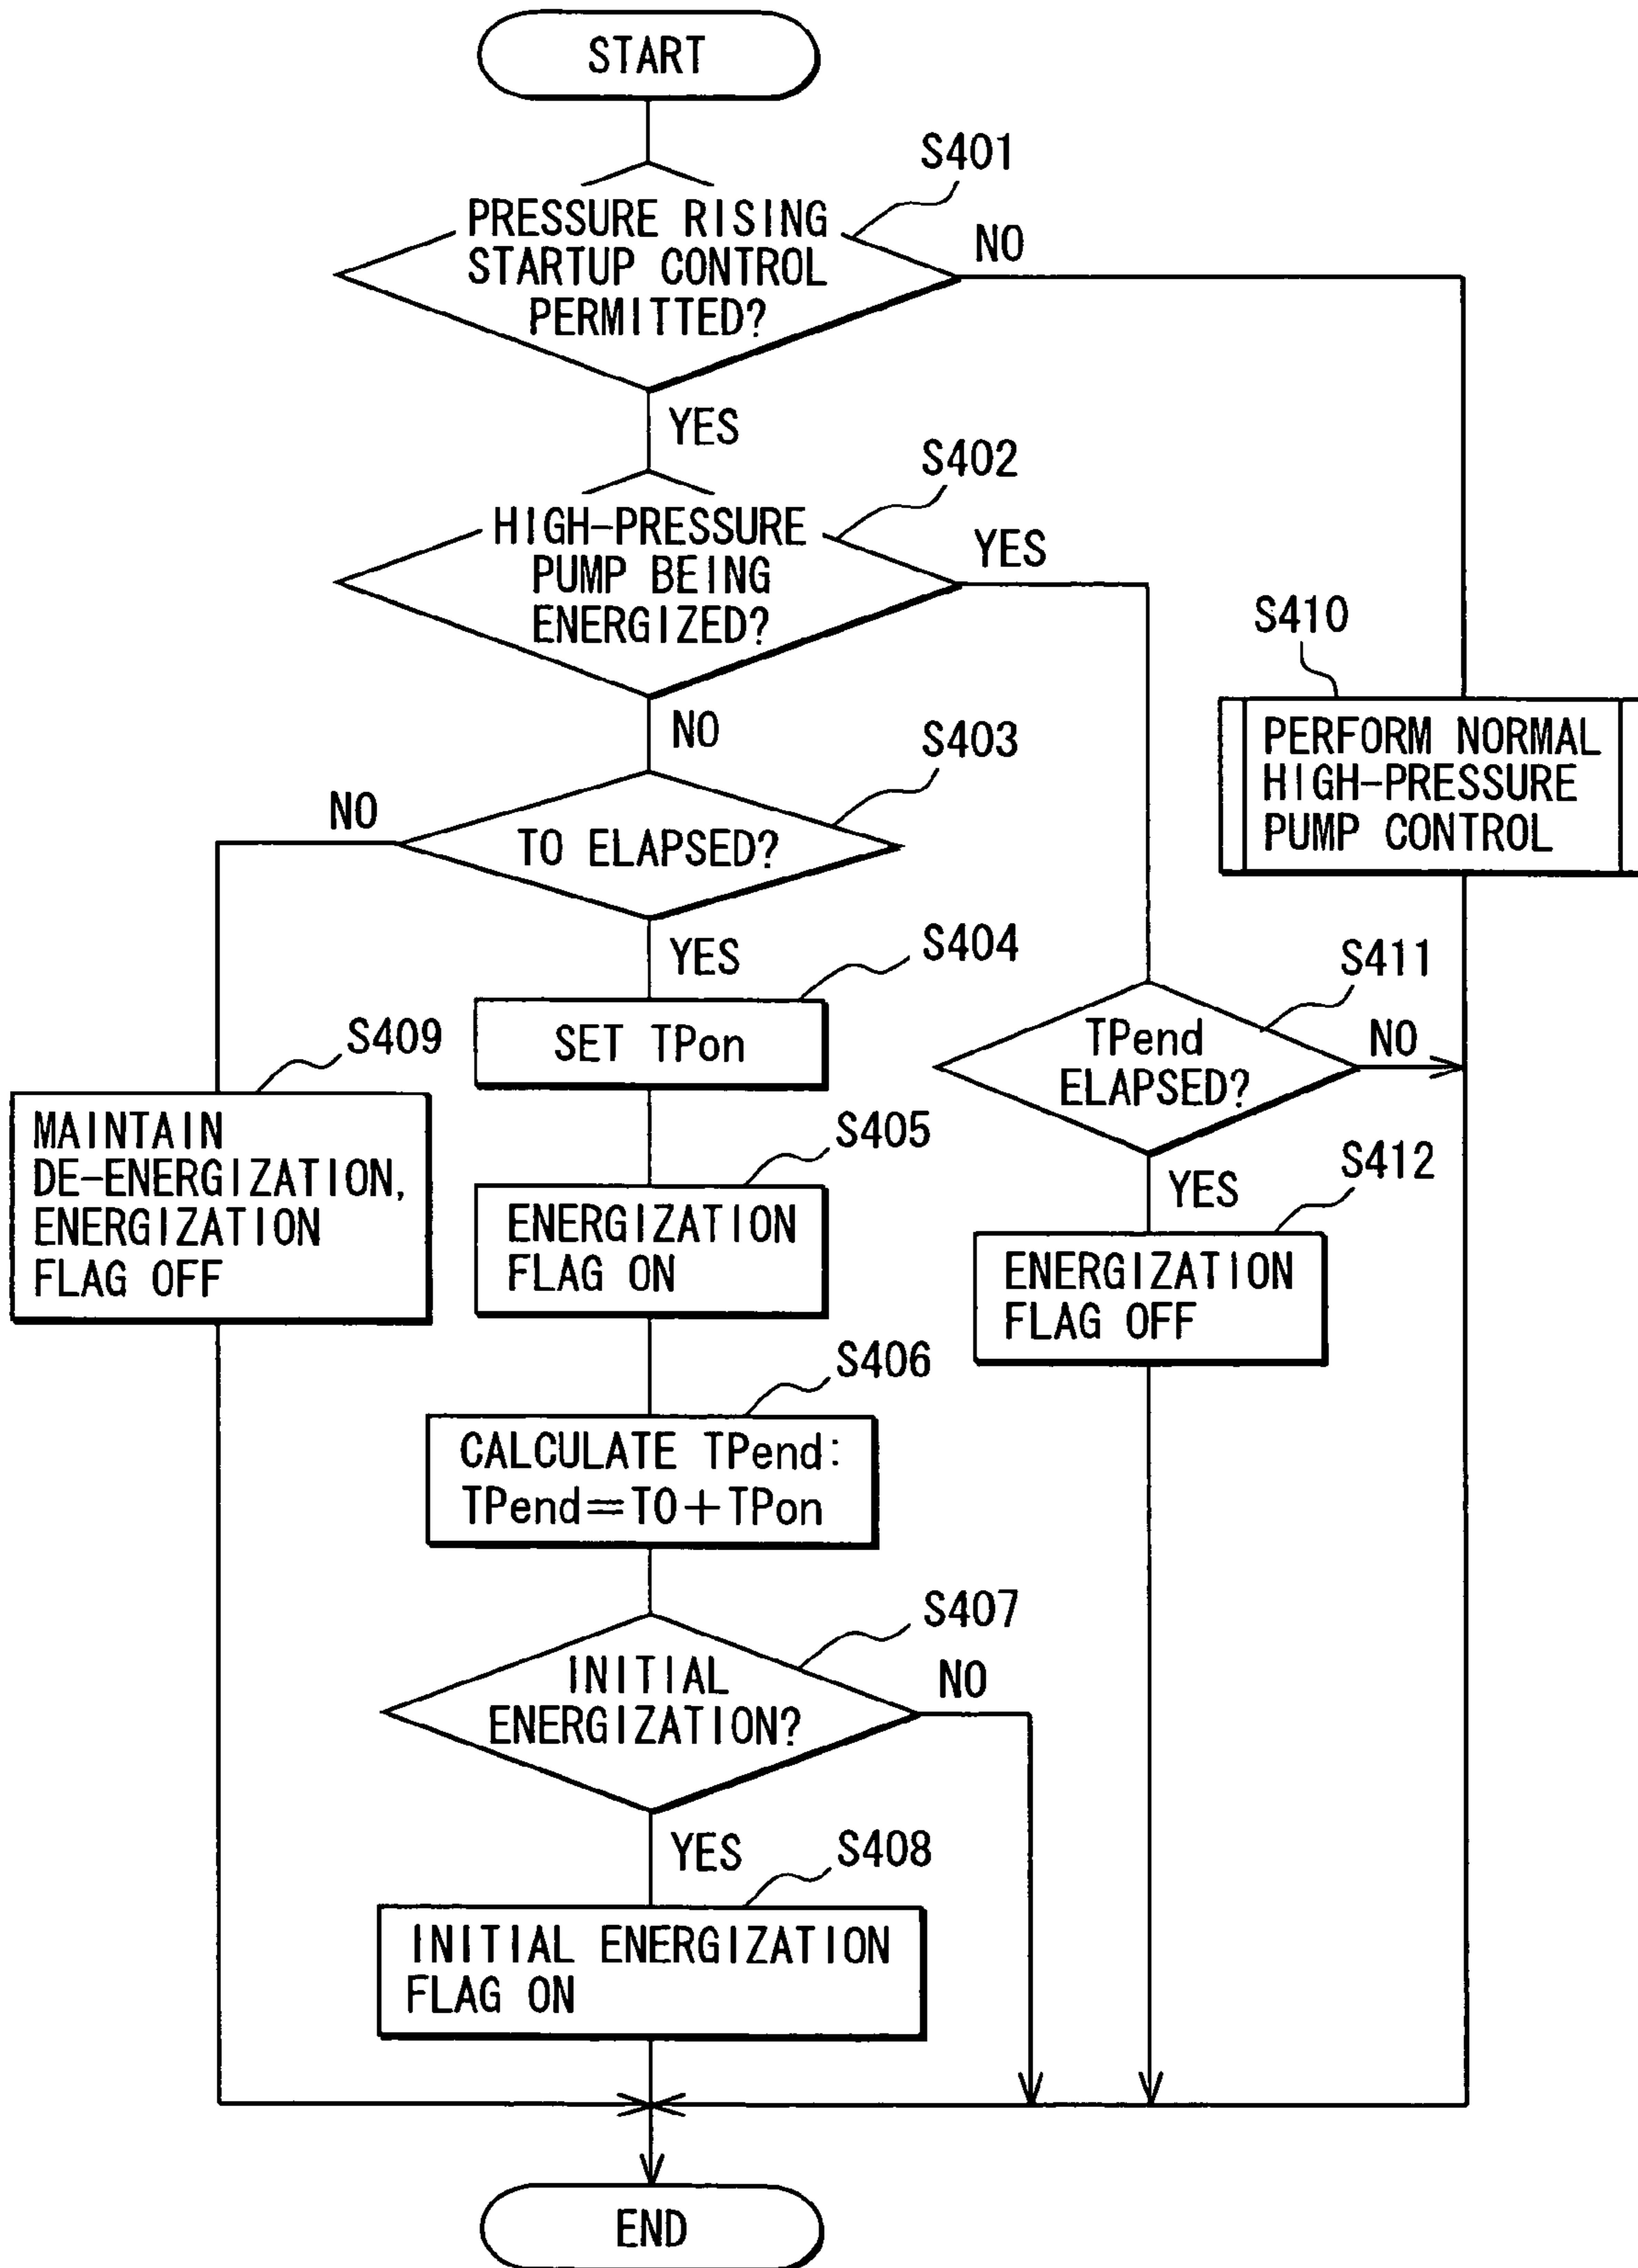 START
S401
PRESSURE RISING
STARTUP CONTROL
PERMITTED?
NO
YES
S402
HIGH-PRESSURE
PUMP BEING
ENERGIZED?
YES
NO
S403
TO ELAPSED?
NO
YES
S404
SET TPon
S405
ENERGIZATION
FLAG ON
S406
CALCULATE TPend:
TPend=TO+TPon
S407
INITIAL
ENERGIZATION?
NO
YES
S408
INITIAL ENERGIZATION
FLAG ON
S409
MAINTAIN
DE-ENERGIZATION,
ENERGIZATION
FLAG OFF
S410
PERFORM NORMAL
HIGH-PRESSURE
PUMP CONTROL
S411
TPend
ELAPSED?
NO
YES
S412
ENERGIZATION
FLAG OFF
END